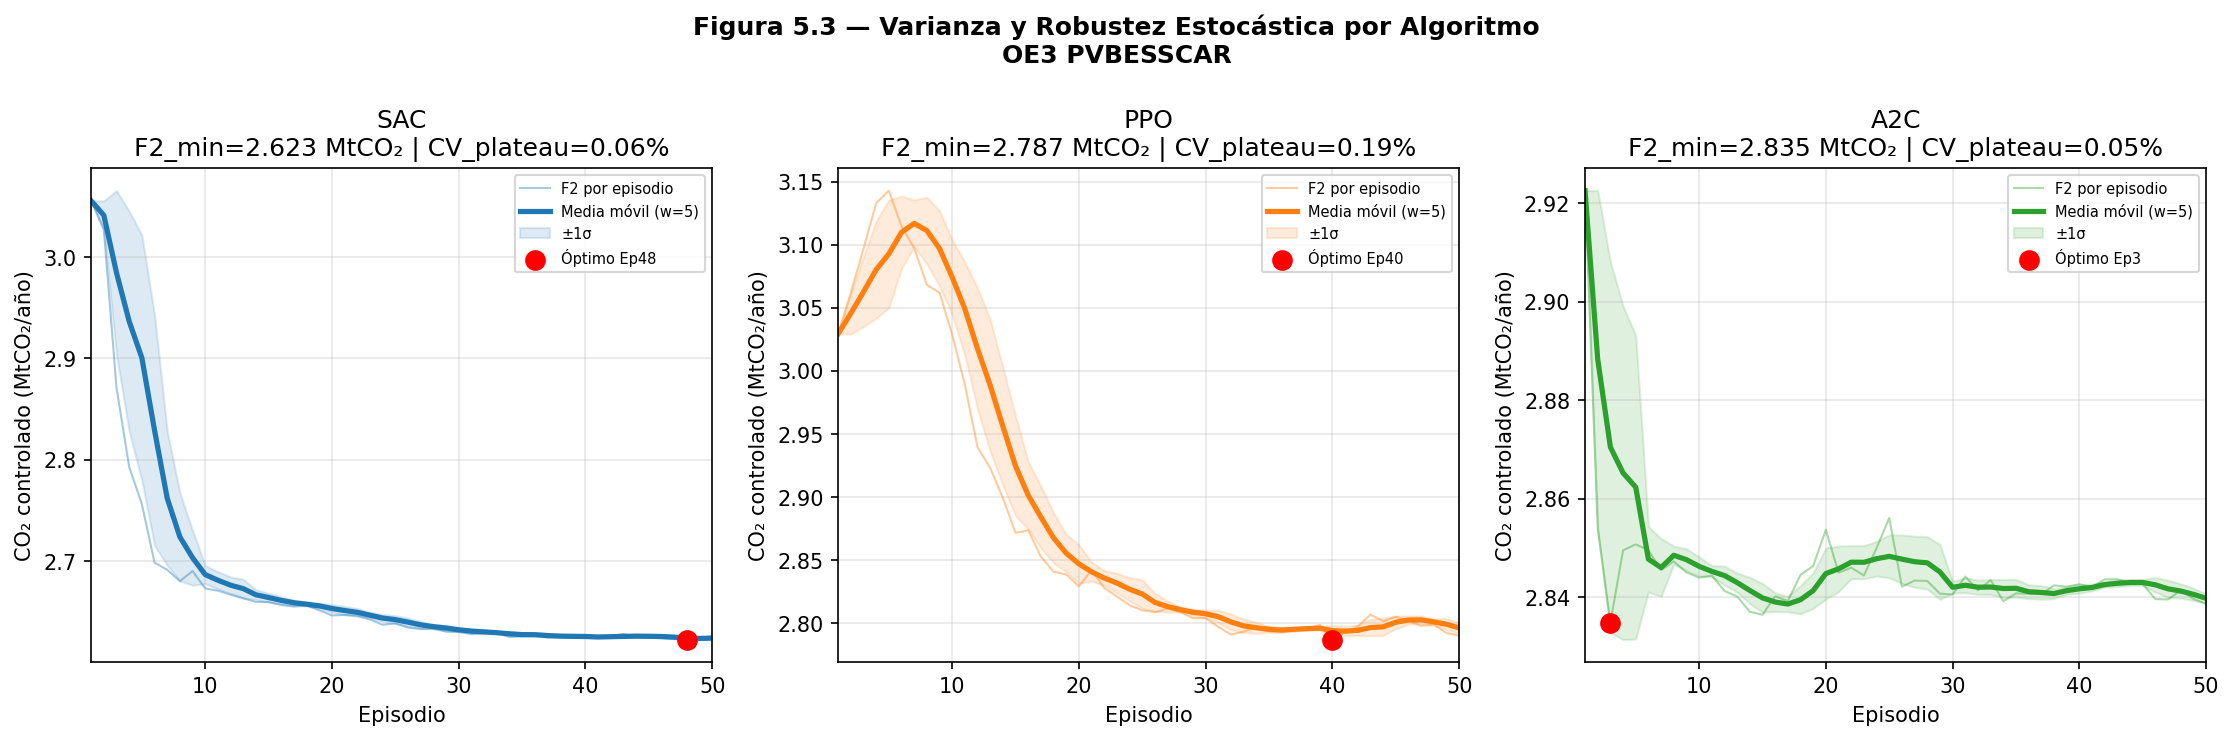 Figura 5.3 — Varianza y Robustez Estocástica por Algoritmo
OE3 PVBESSCAR
SAC
F2_min=2.623 MtCO₂ | CV_plateau=0.06%
F2 por episodio
Media móvil (w=5)
±1σ
Óptimo Ep48
CO₂ controlado (MtCO₂/año)
3.0
2.9
2.8
2.7
10
20
30
40
50
Episodio
PPO
F2_min=2.787 MtCO₂ | CV_plateau=0.19%
F2 por episodio
Media móvil (w=5)
±1σ
Óptimo Ep40
CO₂ controlado (MtCO₂/año)
3.15
3.10
3.05
3.00
2.95
2.90
2.85
2.80
10
20
30
40
50
Episodio
A2C
F2_min=2.835 MtCO₂ | CV_plateau=0.05%
F2 por episodio
Media móvil (w=5)
±1σ
Óptimo Ep3
CO₂ controlado (MtCO₂/año)
2.92
2.90
2.88
2.86
2.84
10
20
30
40
50
Episodio